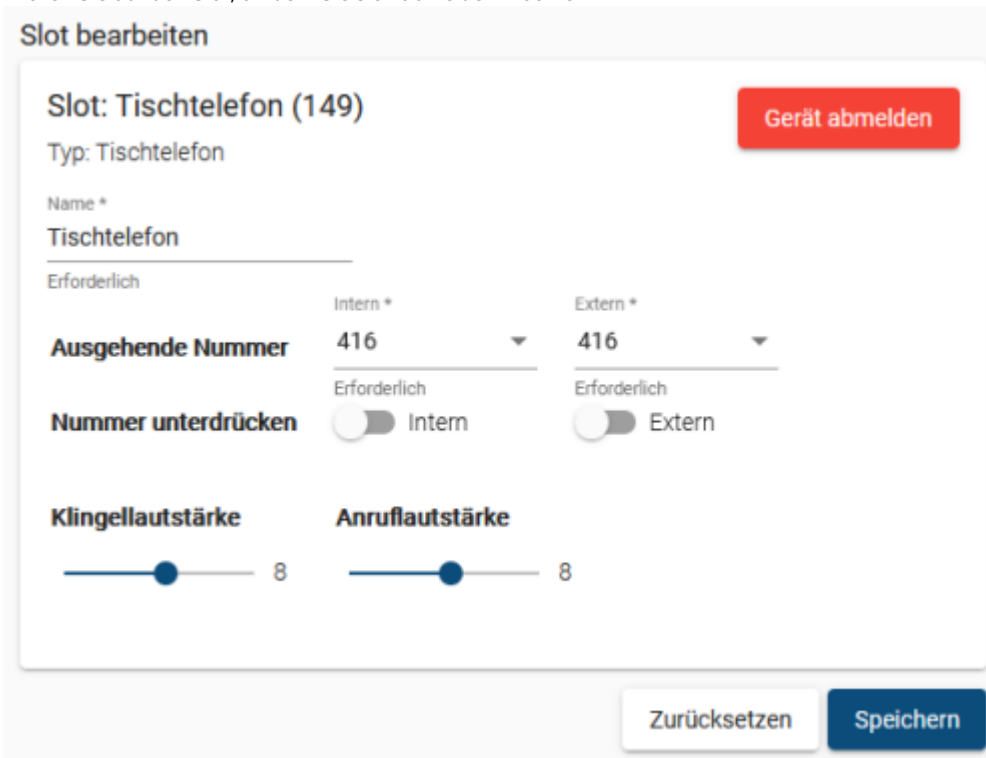 Slot bearbeiten
Slot: Tischtelefon (149)
Gerät abmelden
Typ: Tischtelefon
Name *
Tischtelefon
Erforderlich
Intern * Extern *
Ausgehende Nummer 416 416
Erforderlich Erforderlich
Nummer unterdrücken Intern Extern
Klingellautstärke Anruflautstärke
8 8
Zurücksetzen Speichern